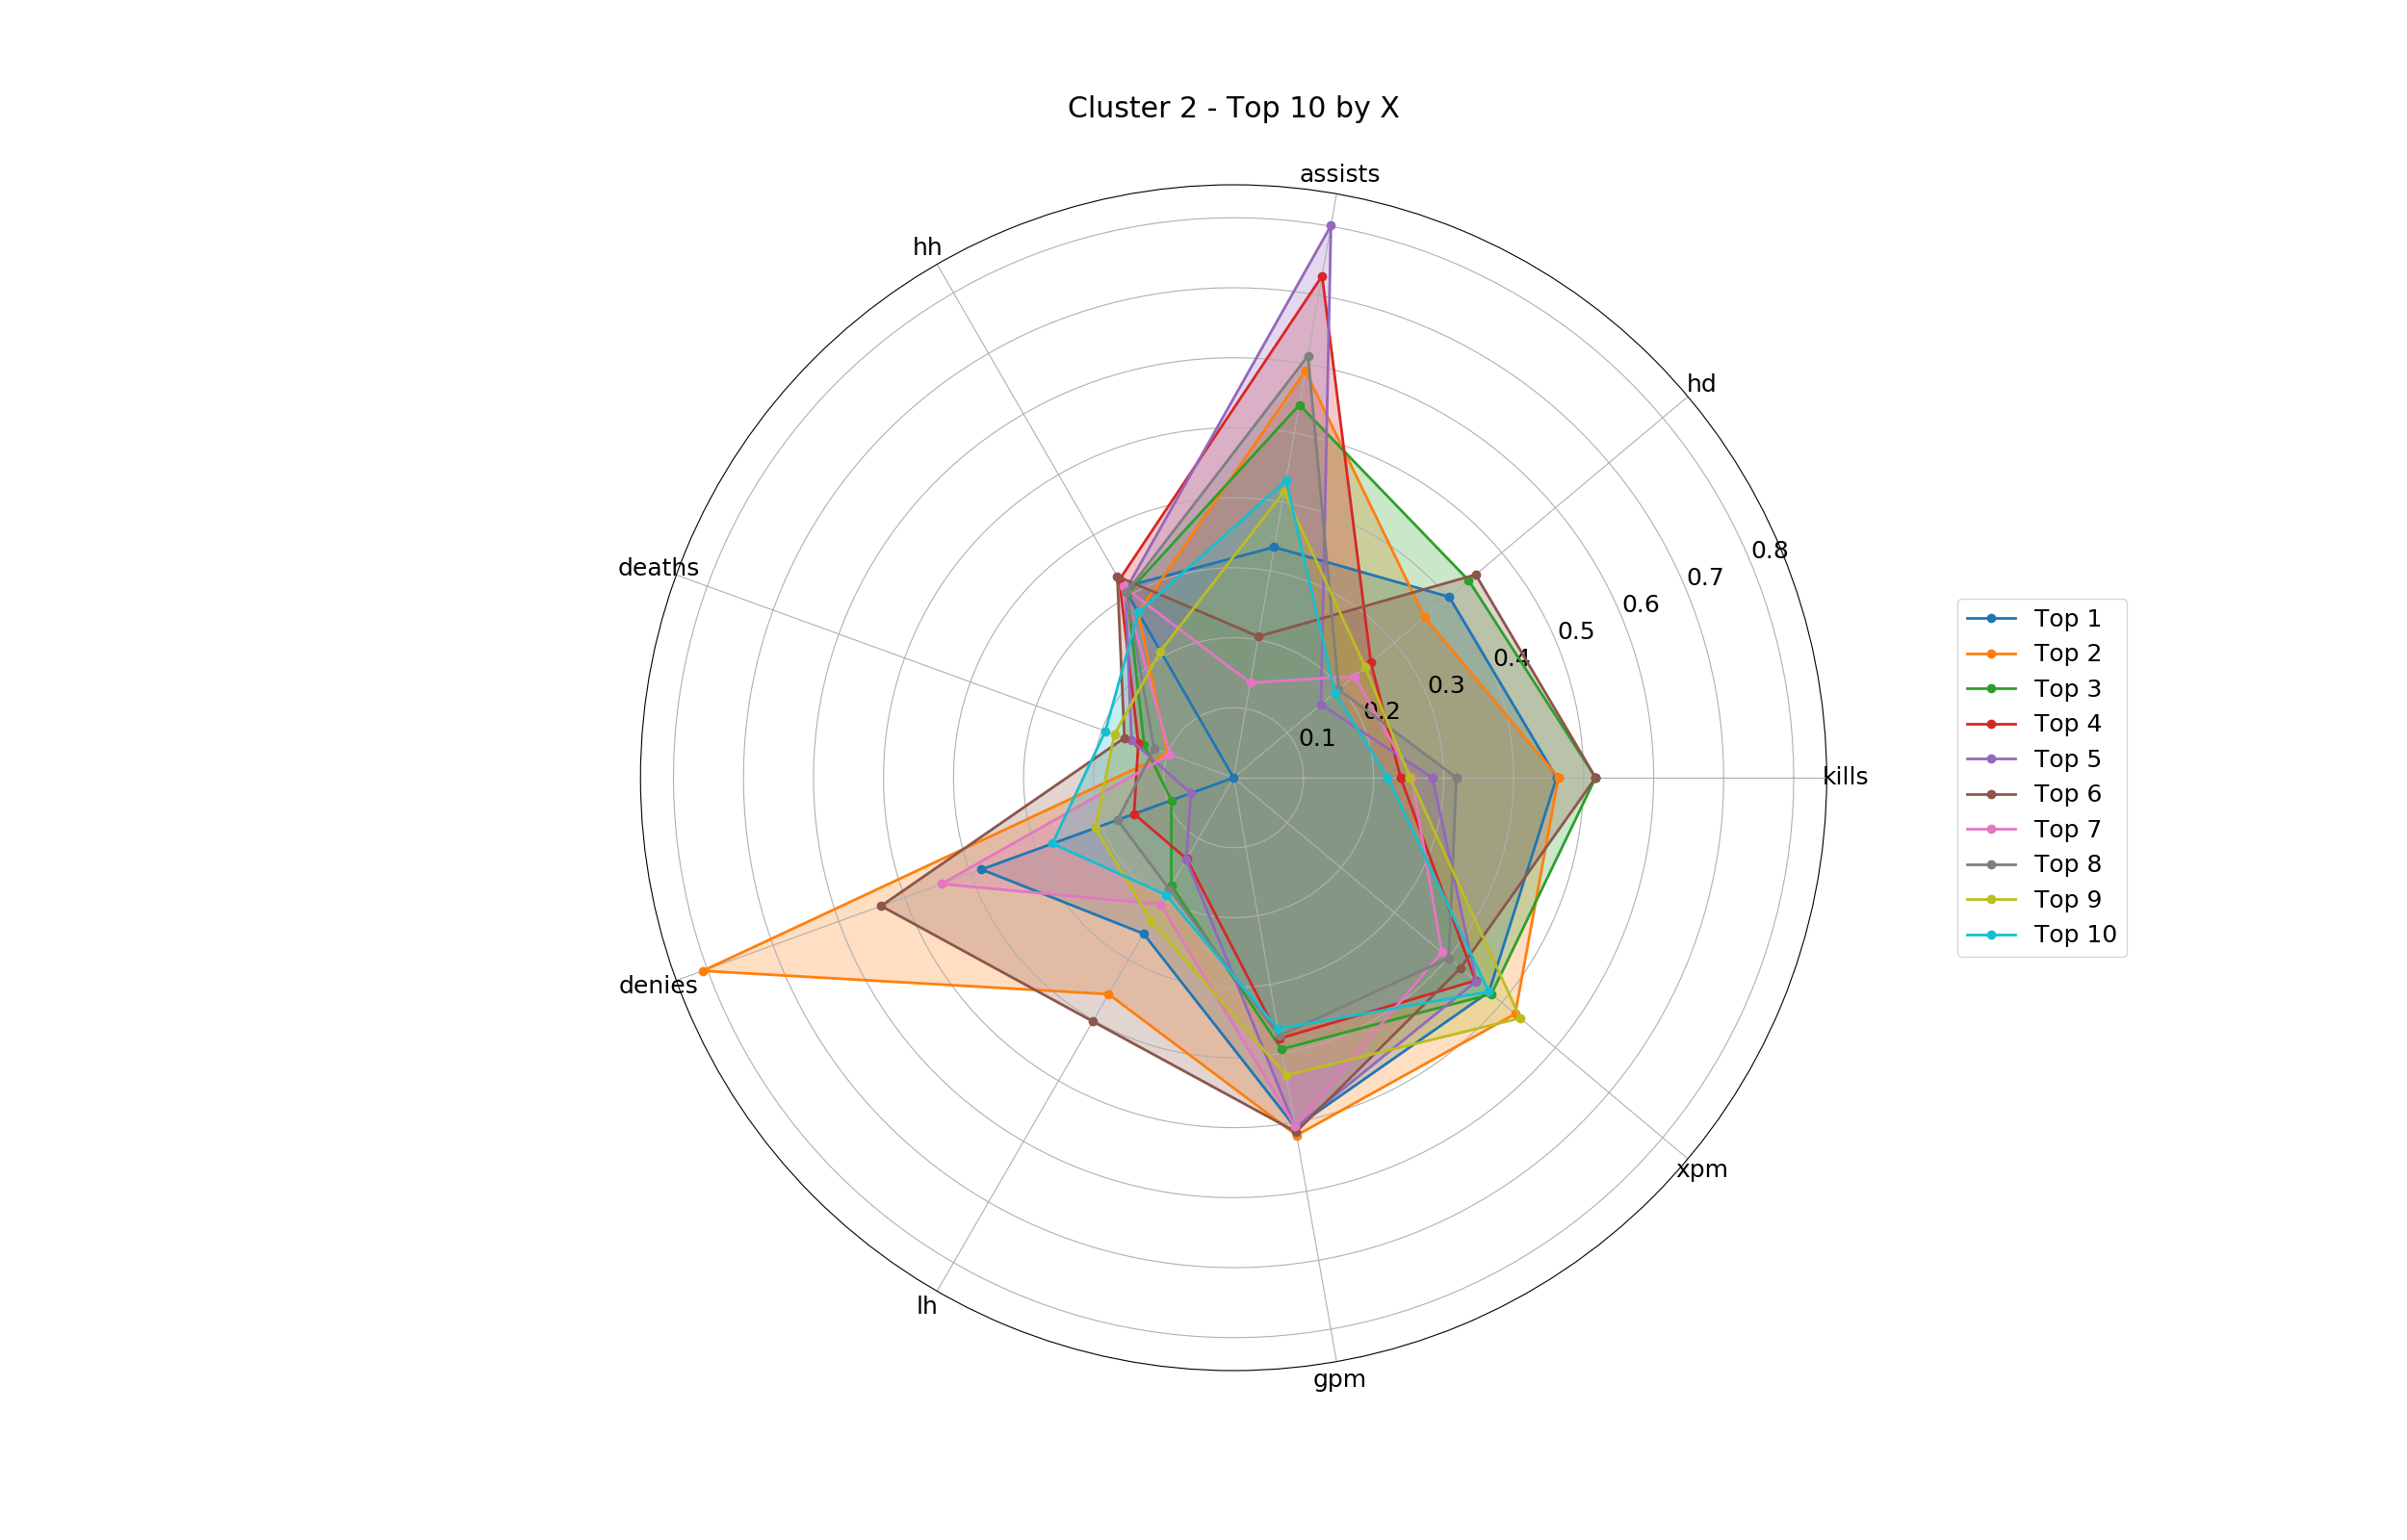 Cluster 2 - Top 10 by X
assists
hh
hd
deaths
kills
denies
lh
gpm
xpm
0.1
0.2
0.3
0.4
0.5
0.6
0.7
0.8
Top 1
Top 2
Top 3
Top 4
Top 5
Top 6
Top 7
Top 8
Top 9
Top 10